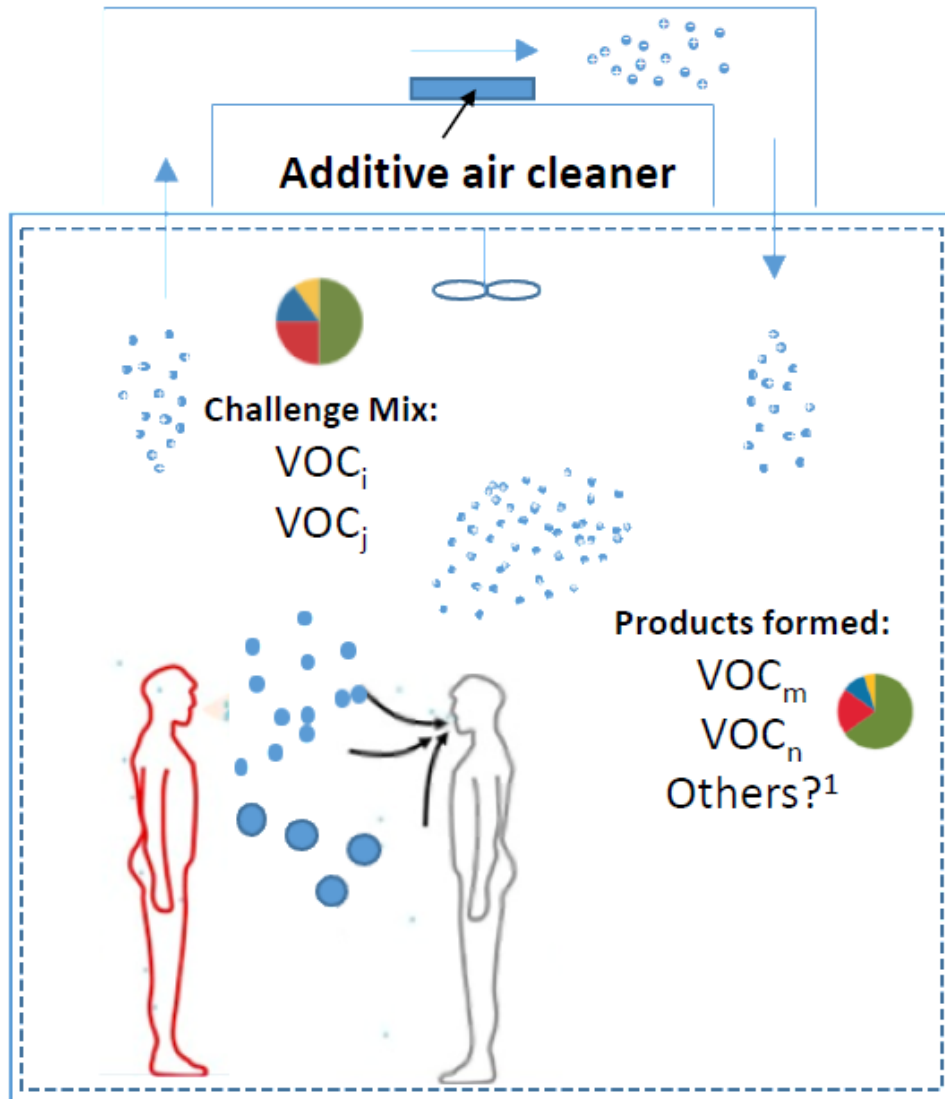 Additive air cleaner
Challenge Mix:
VOCi
VOCj
Products formed:
VOCm
VOCn
Others?1